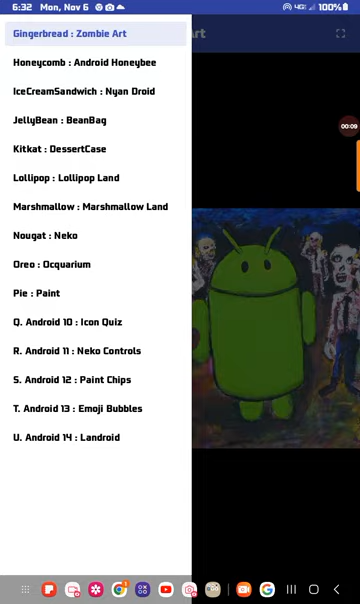 6:32 Mon, Nov 6 4G 100%
Gingerbread : Zombie Art
Honeycomb : Android Honeybee
IceCreamSandwich : Nyan Droid
JellyBean : BeanBag
Kitkat : DessertCase
Lollipop : Lollipop Land
Marshmallow : Marshmallow Land
Nougat : Neko
Oreo : Ocquarium
Pie : Paint
Q. Android 10 : Icon Quiz
R. Android 11 : Neko Controls
S. Android 12 : Paint Chips
T. Android 13 : Emoji Bubbles
U. Android 14 : Landroid
Art
00:09
1